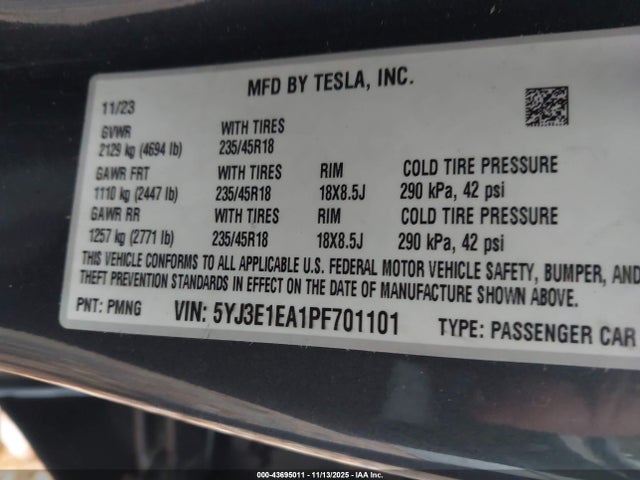 MFD BY TESLA, INC.
11/23
GVWR WITH TIRES
2129 kg (4694 lb) 235/45R18
GAWR FRT WITH TIRES RIM COLD TIRE PRESSURE
1110 kg (2447 lb) 235/45R18 18X8.5J 290 kPa, 42 psi
GAWR RR WITH TIRES RIM COLD TIRE PRESSURE
1257 kg (2771 lb) 235/45R18 18X8.5J 290 kPa, 42 psi
THIS VEHICLE CONFORMS TO ALL APPLICABLE U.S. FEDERAL MOTOR VEHICLE SAFETY, BUMPER, AND
THEFT PREVENTION STANDARDS IN EFFECT ON THE DATE OF MANUFACTURE SHOWN ABOVE.
PNT: PMNG VIN: 5YJ3E1EA1PF701101 TYPE: PASSENGER CAR
000-43695011 - 11/13/2025 - IAAI, Inc.